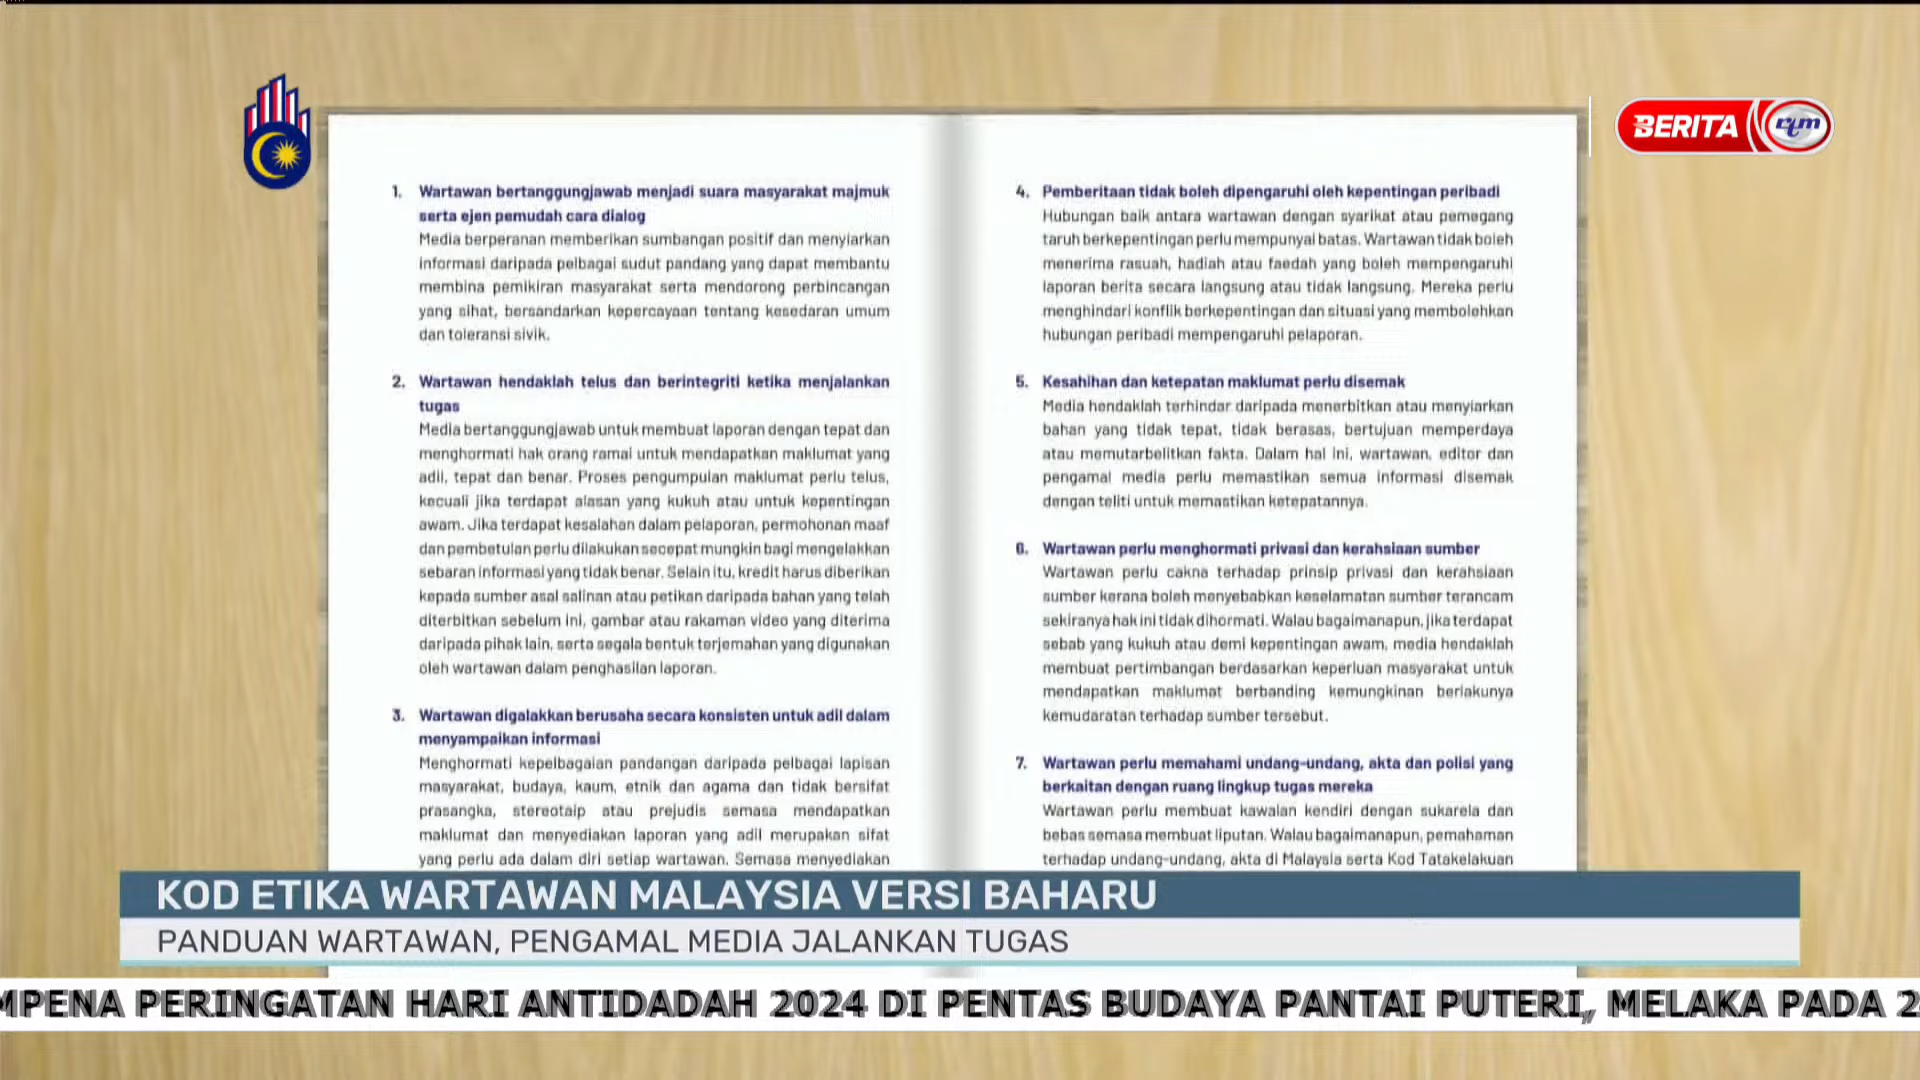 BERITA rtm
1. Wartawan bertanggungjawab menjadi suara masyarakat majmuk
serta ejen pemudah cara dialog
Media berperanan memberikan sumbangan positif dan menyiarkan
informasi daripada pelbagai sudut pandang yang dapat membantu
membina pemikiran masyarakat serta mendorong perbincangan
yang sihat, bersandarkan kepercayaan tentang kesedaran umum
dan toleransi sivik.
2. Wartawan hendaklah telus dan berintegriti ketika menjalankan
tugas
Media bertanggungjawab untuk membuat laporan dengan tepat dan
menghormati hak orang ramai untuk mendapatkan maklumat yang
adil, tepat dan benar. Proses pengumpulan maklumat perlu telus,
kecuali jika terdapat alasan yang kukuh atau untuk kepentingan
awam. Jika terdapat kesalahan dalam pelaporan, permohonan maaf
dan pembetulan perlu dilakukan secepat mungkin bagi mengelakkan
sebaran informasi yang tidak benar. Selain itu, kredit harus diberikan
kepada sumber asal salinan atau petikan daripada bahan yang telah
diterbitkan sebelum ini, gambar atau rakaman video yang diterima
daripada pihak lain, serta segala bentuk terjemahan yang digunakan
oleh wartawan dalam penghasilan laporan.
3. Wartawan digalakkan berusaha secara konsisten untuk adil dalam
menyampaikan informasi
Menghormati kepelbagaian pandangan daripada pelbagai lapisan
masyarakat, budaya, kaum, etnik dan agama dan tidak bersifat
prasangka, stereotaip atau prejudis semasa mendapatkan
maklumat dan menyediakan laporan yang adil merupakan sifat
yang perlu ada dalam diri setiap wartawan. Semasa menyediakan
4. Pemberitaan tidak boleh dipengaruhi oleh kepentingan peribadi
Hubungan baik antara wartawan dengan syarikat atau pemegang
taruh berkepentingan perlu mempunyai batas. Wartawan tidak boleh
menerima rasuah, hadiah atau faedah yang boleh mempengaruhi
laporan berita secara langsung atau tidak langsung. Mereka perlu
menghindari konflik berkepentingan dan situasi yang membolehkan
hubungan peribadi mempengaruhi pelaporan.
5. Kesahihan dan ketepatan maklumat perlu disemak
Media hendaklah terhindar daripada menerbitkan atau menyiarkan
bahan yang tidak tepat, tidak berasas, bertujuan memperdaya
atau memutarbelitkan fakta. Dalam hal ini, wartawan, editor dan
pengamal media perlu memastikan semua informasi disemak
dengan teliti untuk memastikan ketepatannya.
6. Wartawan perlu menghormati privasi dan kerahsiaan sumber
Wartawan perlu cakna terhadap prinsip privasi dan kerahsiaan
sumber kerana boleh menyebabkan keselamatan sumber terancam
sekiranya hak ini tidak dihormati. Walau bagaimanapun, jika terdapat
sebab yang kukuh atau demi kepentingan awam, media hendaklah
membuat pertimbangan berdasarkan keperluan masyarakat untuk
mendapatkan maklumat berbanding kemungkinan berlakunya
kemudaratan terhadap sumber tersebut.
7. Wartawan perlu memahami undang-undang, akta dan polisi yang
berkaitan dengan ruang lingkup tugas mereka
Wartawan perlu membuat kawalan kendiri dengan sukarela dan
bebas semasa membuat liputan. Walau bagaimanapun, pemahaman
terhadap undang-undang, akta di Malaysia serta Kod Tatakelakuan
KOD ETIKA WARTAWAN MALAYSIA VERSI BAHARU
PANDUAN WARTAWAN, PENGAMAL MEDIA JALANKAN TUGAS
MPENA PERINGATAN HARI ANTIDADAH 2024 DI PENTAS BUDAYA PANTAI PUTERI, MELAKA PADA 2